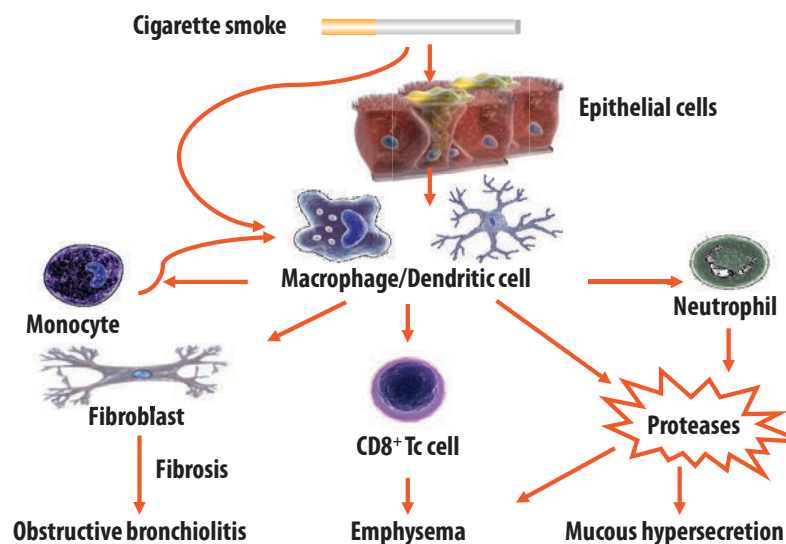 Cigarette smoke
Epithelial cells
Macrophage/Dendritic cell
Monocyte
Neutrophil
Fibroblast
CD8⁺ Tc cell
Proteases
Fibrosis
Obstructive bronchiolitis
Emphysema
Mucous hypersecretion